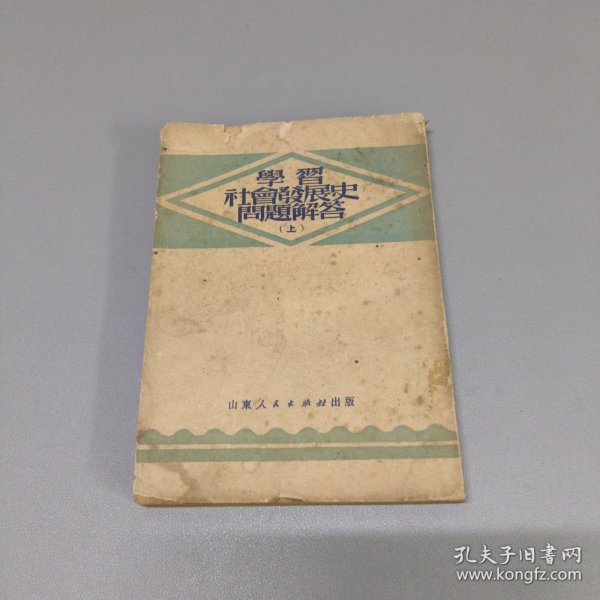 學習
社會發展史
問題解答
(上)
山東人民出版社出版
孔夫子旧书网
www.kongfz.com